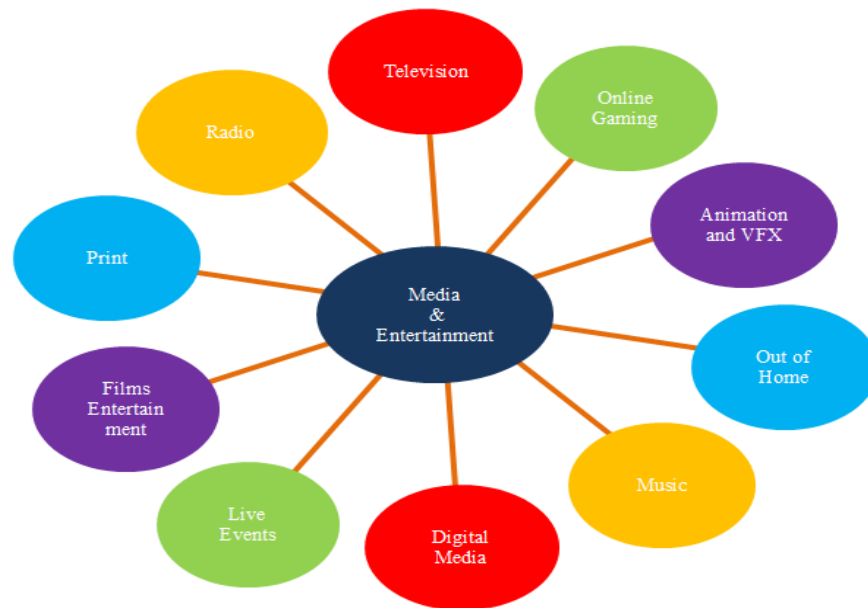 Television
Online
Gaming
Radio
Animation
and VFX
Print
Media
&
Entertainment
Out of
Home
Films
Entertain
ment
Music
Live
Events
Digital
Media